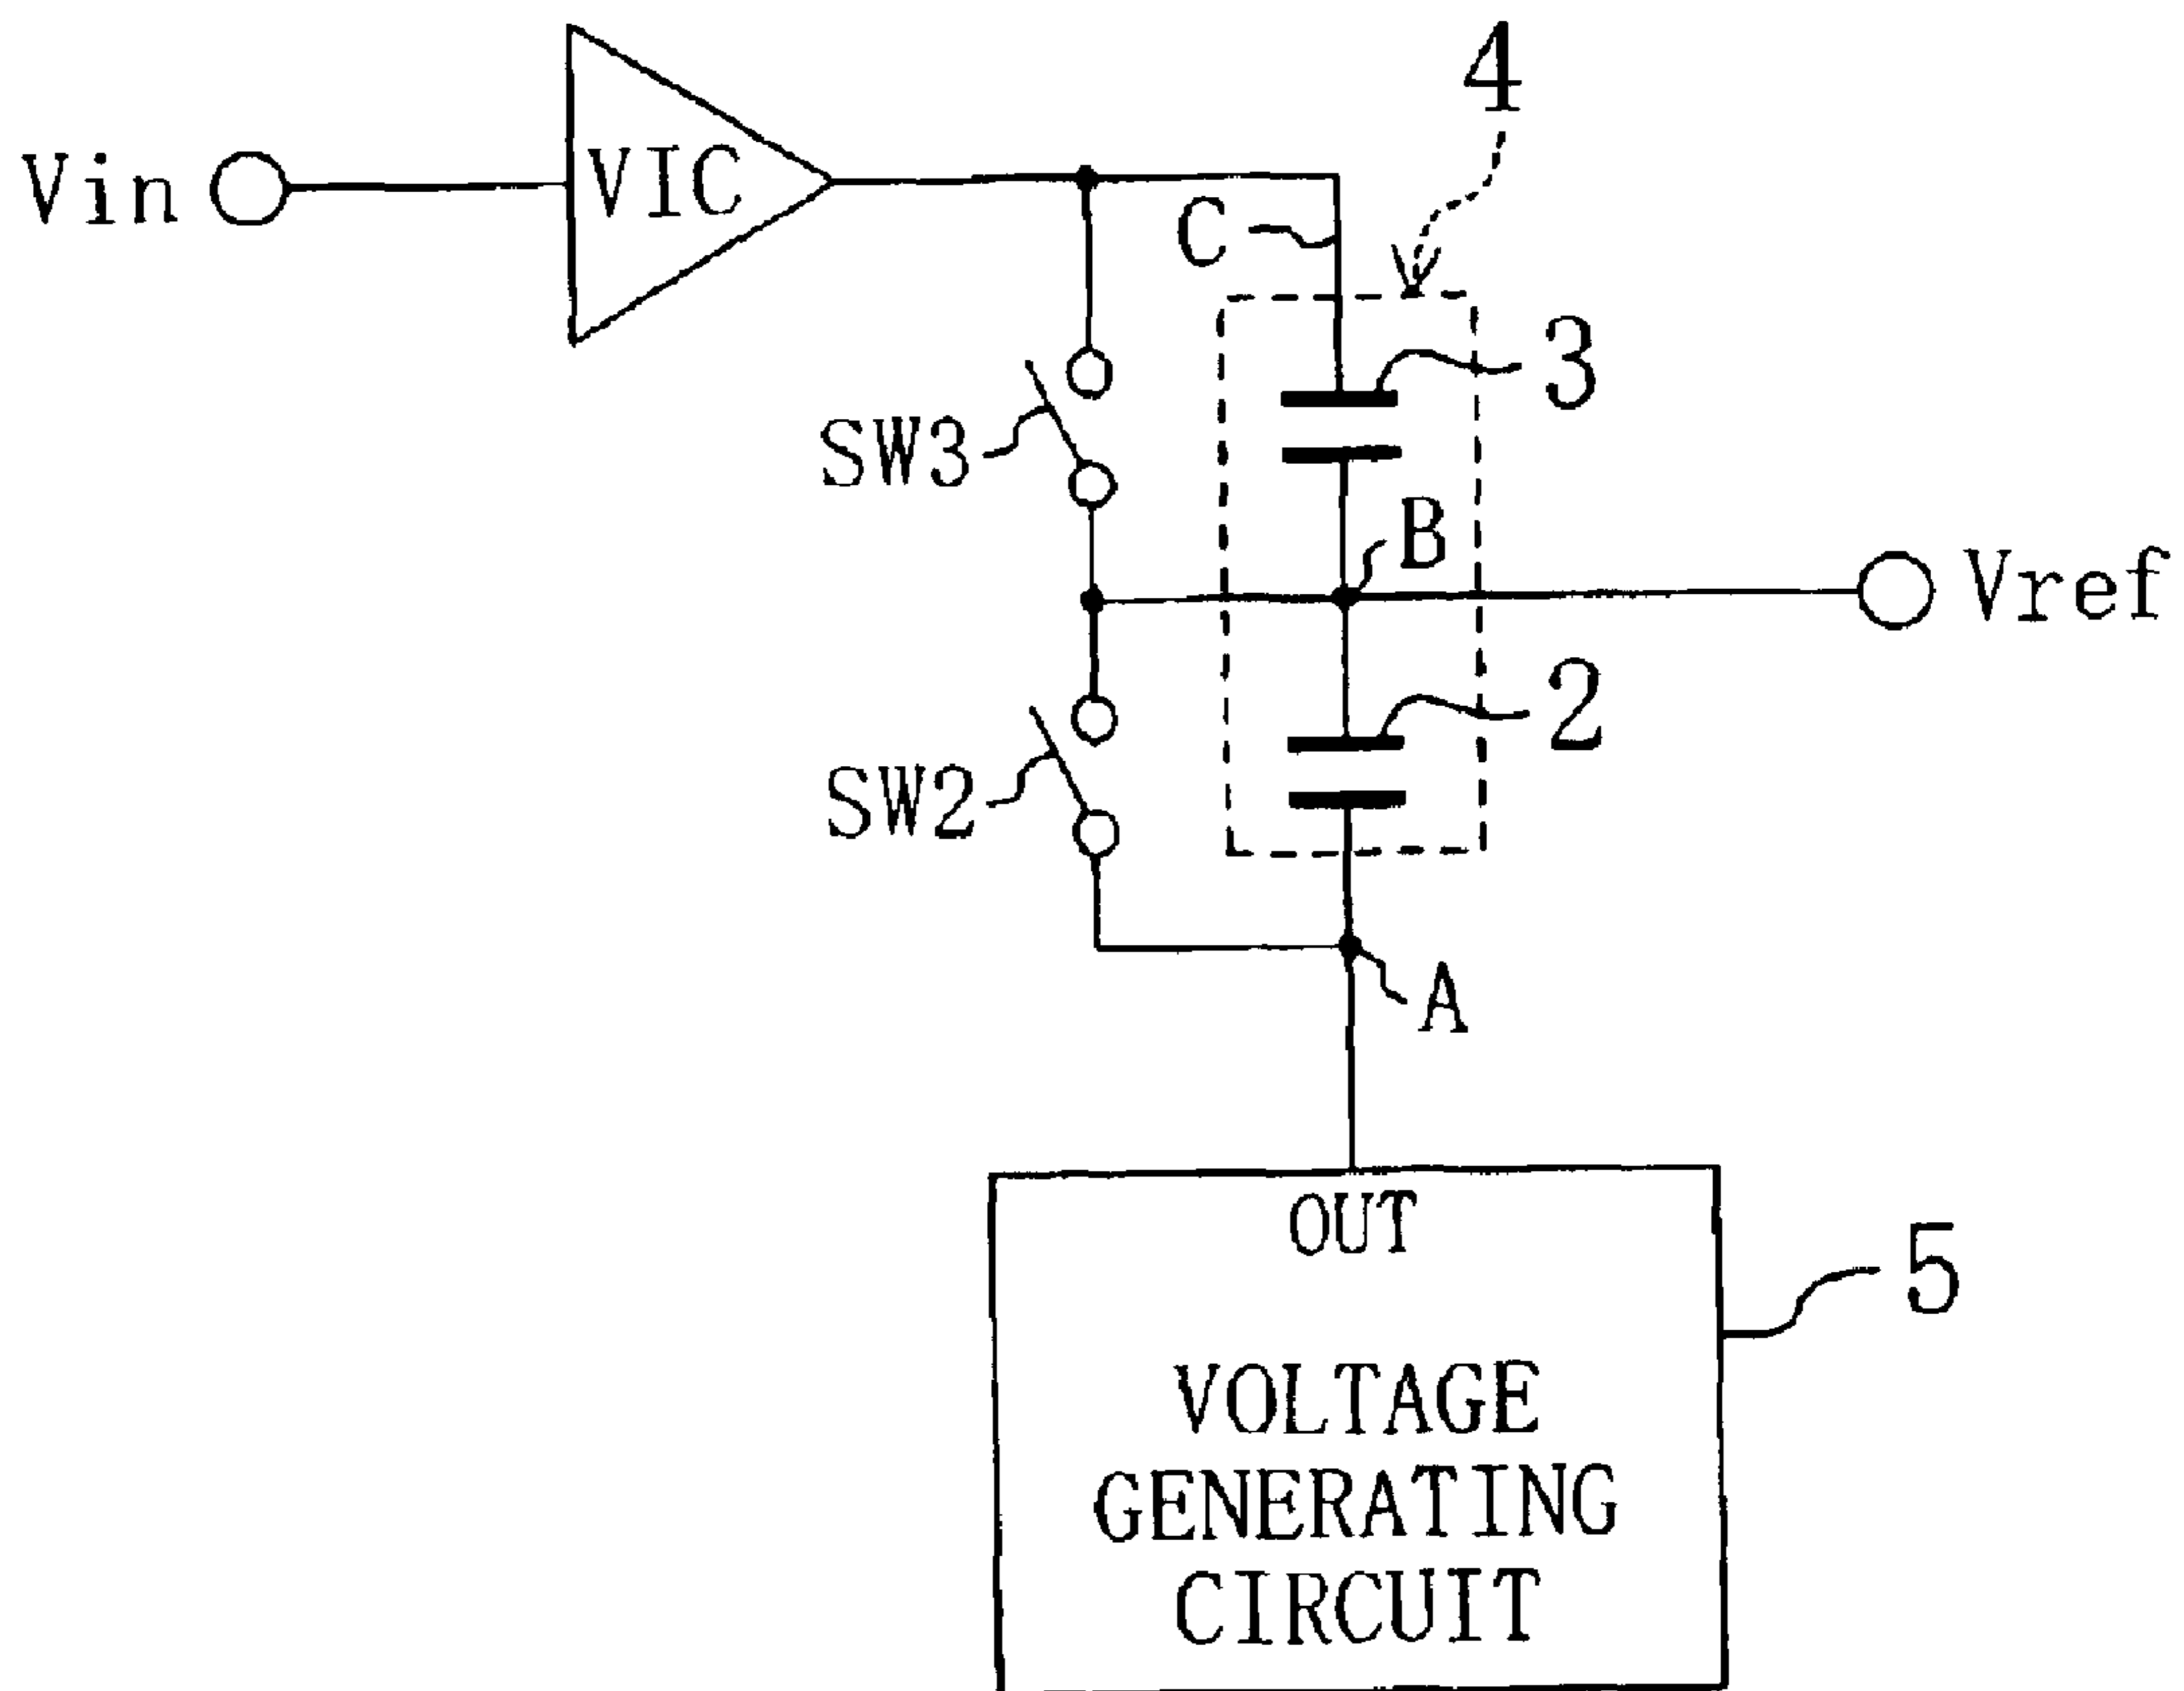 4
Vin
VIC
C
3
SW3
B
Vref
2
SW2
A
OUT
5
VOLTAGE
GENERATING
CIRCUIT